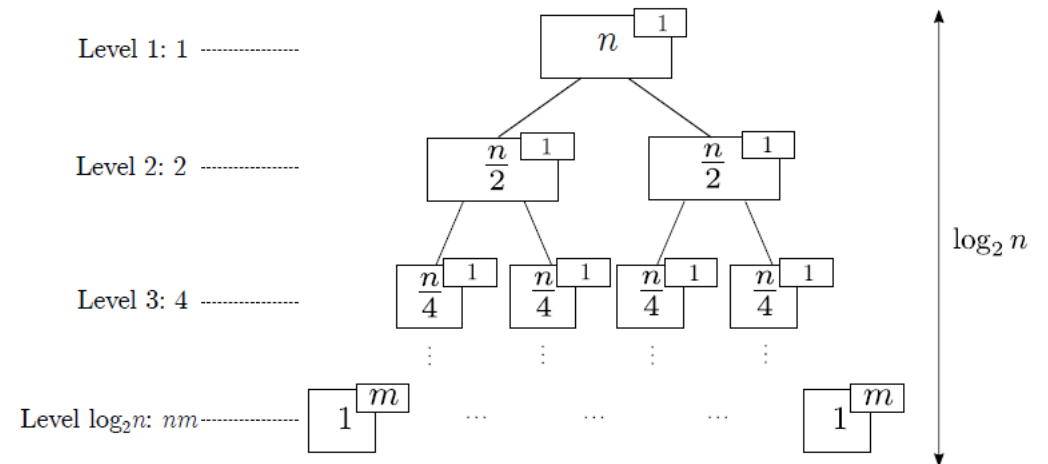 Level 1: 1
n
1
Level 2: 2
n/2
1
n/2
1
log₂ n
Level 3: 4
n/4
1
n/4
1
n/4
1
n/4
1
⋮ ⋮ ⋮ ⋮
Level log₂n: nm
1
m
... ... ...
1
m